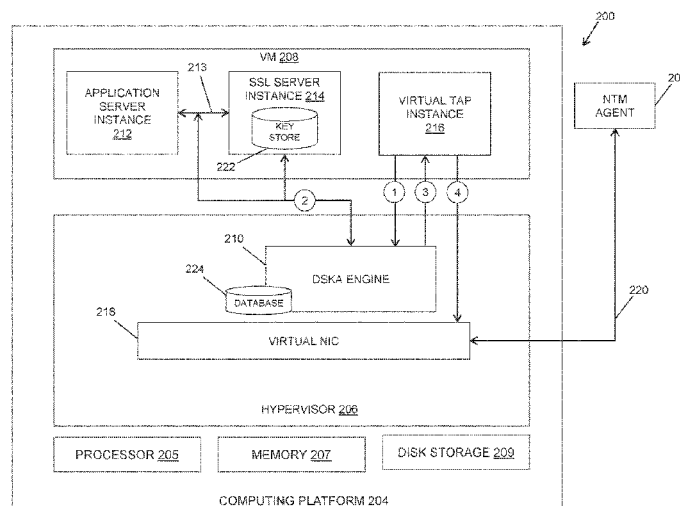 200
VM 208
213
APPLICATION
SERVER
INSTANCE
212
SSL SERVER
INSTANCE 214
KEY
STORE
222
VIRTUAL TAP
INSTANCE
216
NTM
AGENT
20
1
3
4
2
210
DSKA ENGINE
224
DATABASE
218
VIRTUAL NIC
220
HYPERVISOR 206
PROCESSOR 205
MEMORY 207
DISK STORAGE 209
COMPUTING PLATFORM 204